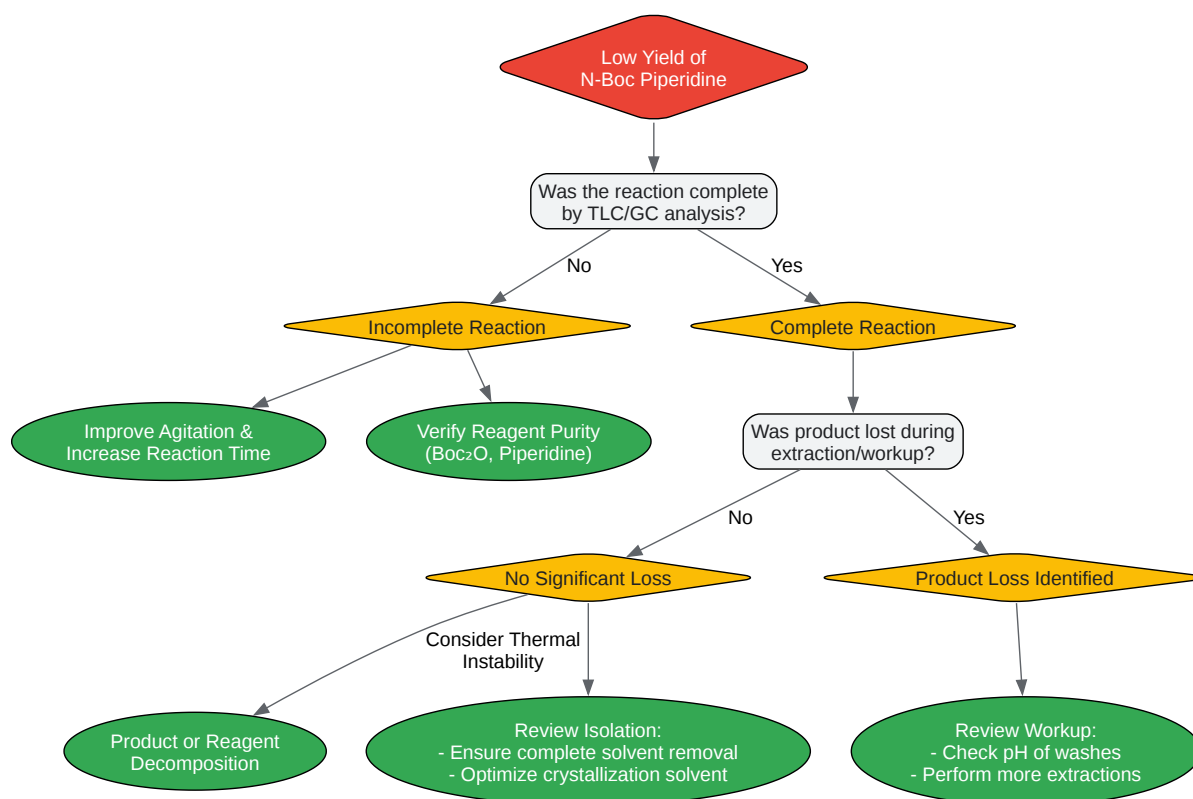 Low Yield of
N-Boc Piperidine
Was the reaction complete
by TLC/GC analysis?
No
Yes
Incomplete Reaction
Complete Reaction
Improve Agitation &
Increase Reaction Time
Verify Reagent Purity
(Boc₂O, Piperidine)
Was product lost during
extraction/workup?
No
Yes
No Significant Loss
Product Loss Identified
Consider Thermal
Instability
Product or Reagent
Decomposition
Review Isolation:
- Ensure complete solvent removal
- Optimize crystallization solvent
Review Workup:
- Check pH of washes
- Perform more extractions